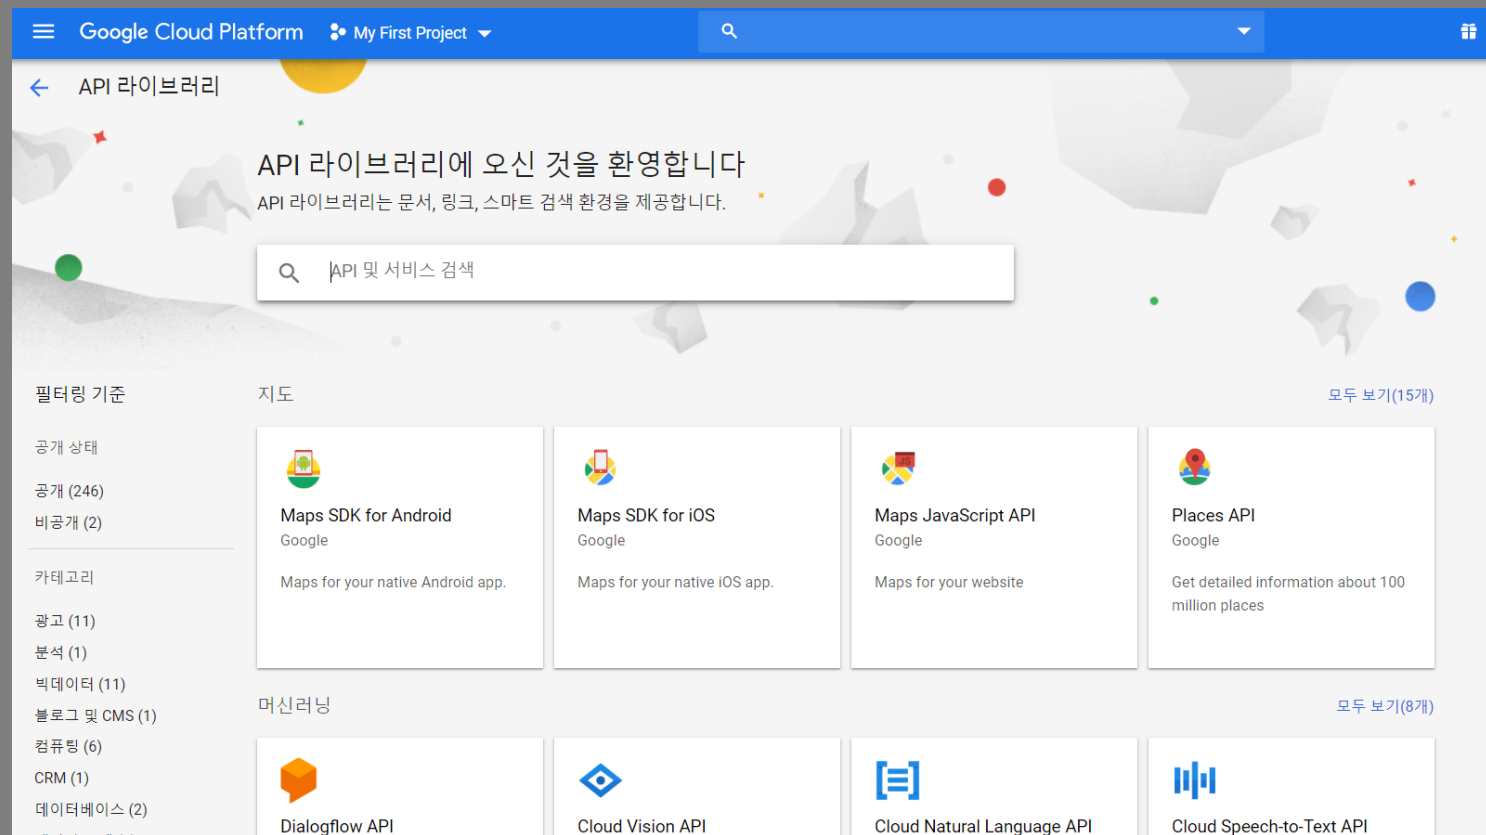 Google Cloud Platform
My First Project
API 라이브러리
API 라이브러리에 오신 것을 환영합니다
API 라이브러리는 문서, 링크, 스마트 검색 환경을 제공합니다.
API 및 서비스 검색
필터링 기준
공개 상태
공개 (246)
비공개 (2)
카테고리
광고 (11)
분석 (1)
빅데이터 (11)
블로그 및 CMS (1)
컴퓨팅 (6)
CRM (1)
데이터베이스 (2)
지도
모두 보기(15개)
Maps SDK for Android
Google
Maps for your native Android app.
Maps SDK for iOS
Google
Maps for your native iOS app.
JS
Maps JavaScript API
Google
Maps for your website
Places API
Google
Get detailed information about 100
million places
머신러닝
모두 보기(8개)
Dialogflow API
Cloud Vision API
Cloud Natural Language API
Cloud Speech-to-Text API